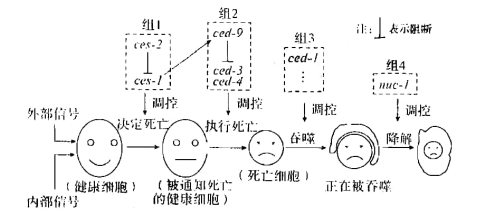 组1
ces-2
ces-1
组2
ced-9
ced-3
ced-4
组3
ced-1
⋮
组4
nuc-1
注:⊥表示阻断
调控
调控
调控
调控
外部信号
内部信号
决定死亡
执行死亡
吞噬
降解
(健康细胞)
(被通知死亡
的健康细胞)
(死亡细胞)
正在被吞噬